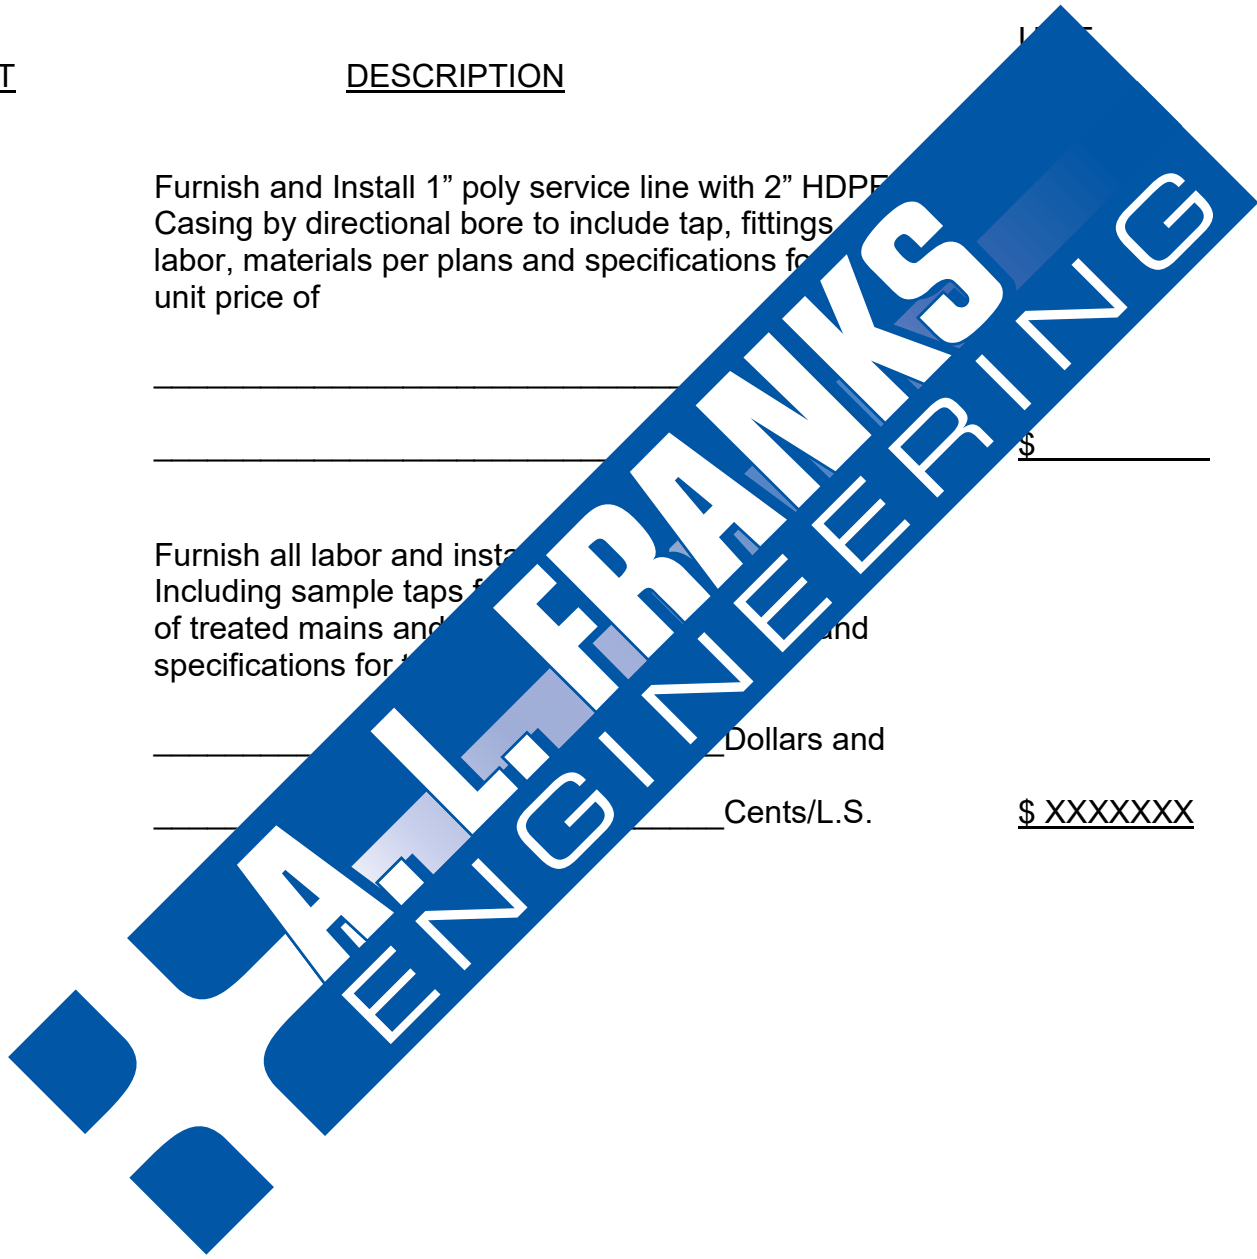 DESCRIPTION
Furnish and Install 1” poly service line with 2” HDPE
Casing by directional bore to include tap, fittings
labor, materials per plans and specifications
unit price of
$
Furnish all labor and
Including sample taps
of treated mains and and
specifications for
Dollars and
Cents/L.S. $ XXXXXXX
A.L. FRANKS
ENGINEERING